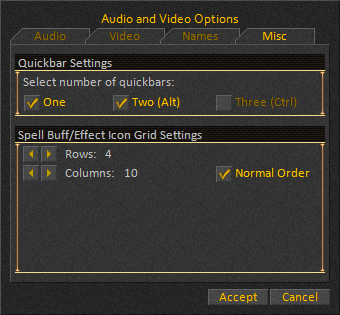 Audio and Video Options
Audio Video Names Misc
Quickbar Settings
Select number of quickbars:
One Two (Alt) Three (Ctrl)
Spell Buff/Effect Icon Grid Settings
Rows: 4
Columns: 10 Normal Order
Accept Cancel